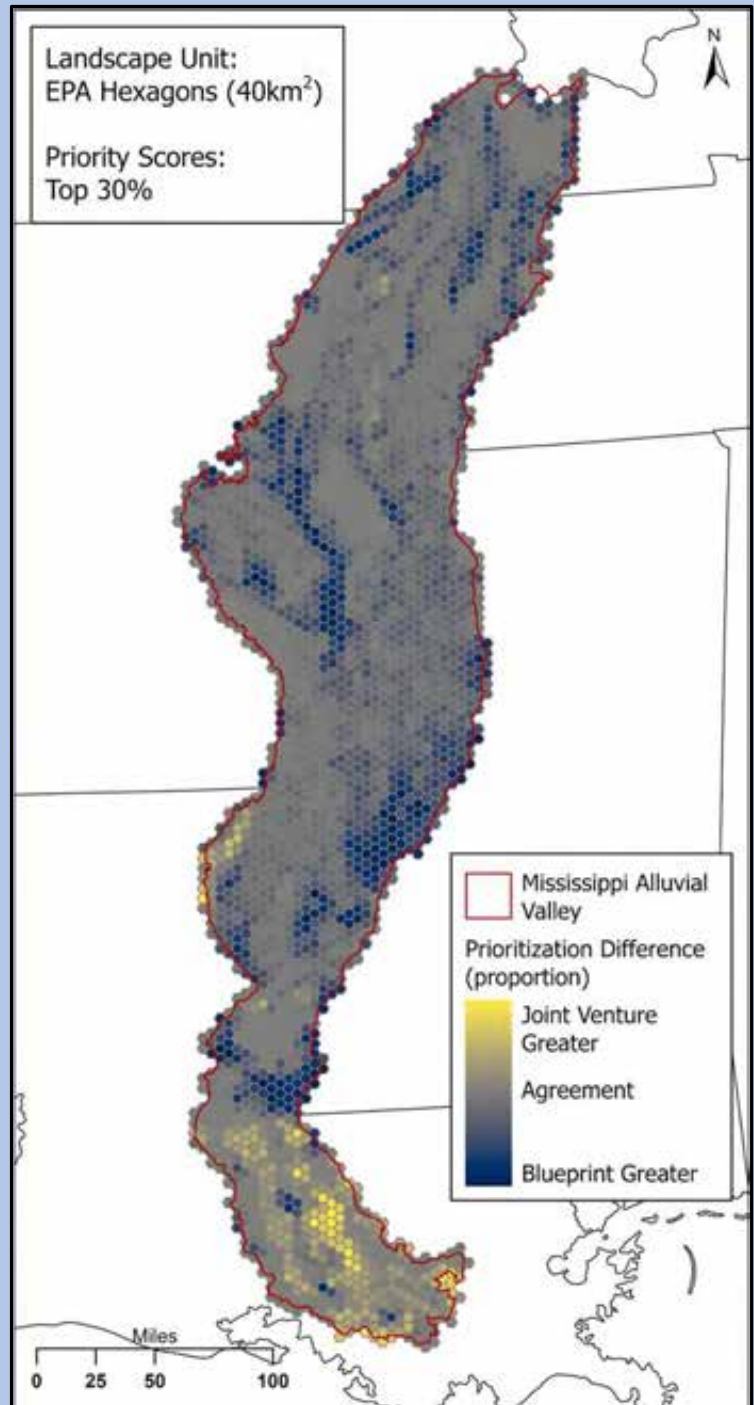 Landscape Unit:
EPA Hexagons (40km²)
Priority Scores:
Top 30%
N
Mississippi Alluvial
Valley
Prioritization Difference
(proportion)
Joint Venture
Greater
Agreement
Blueprint Greater
Miles
0 25 50 100